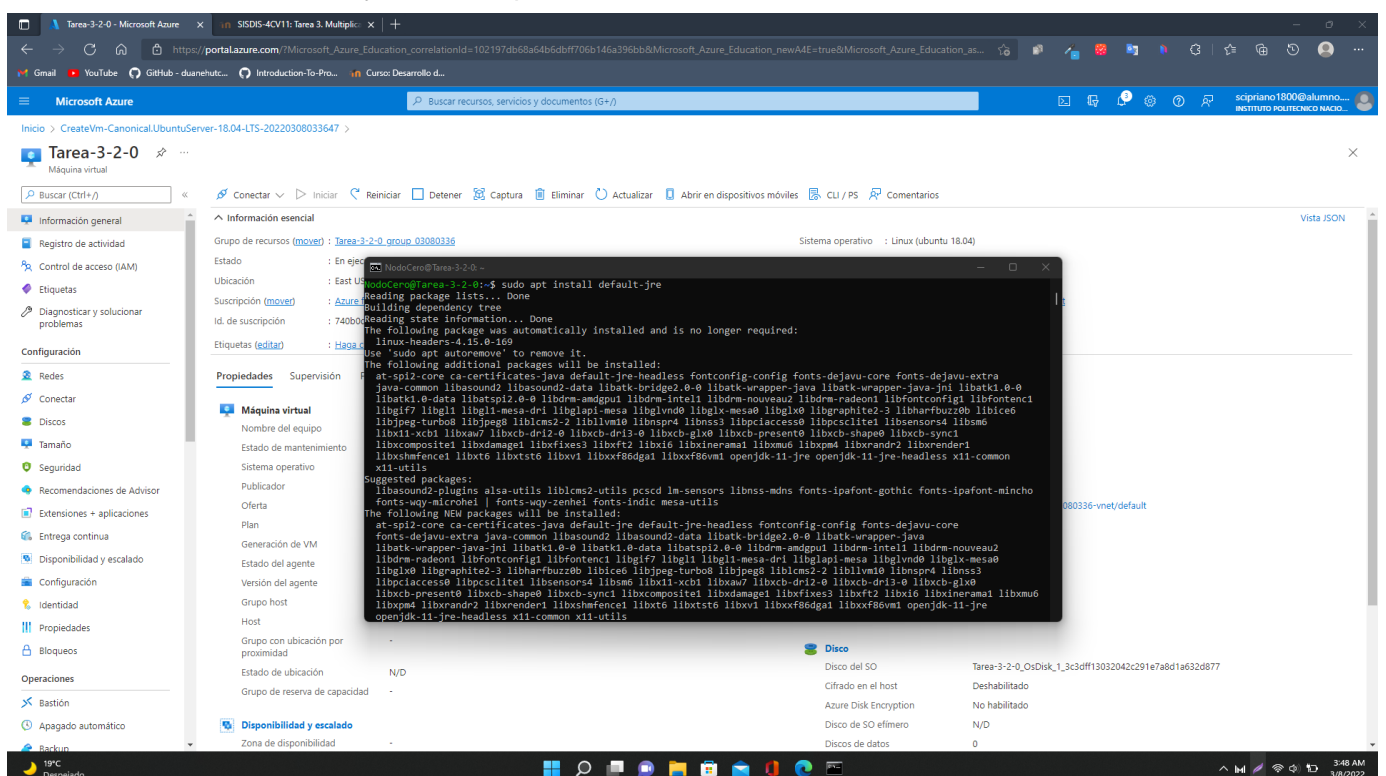 Tarea-3-2-0 - Microsoft Azure
SISDIS-4CV11: Tarea 3. Multiplic
https://portal.azure.com/?Microsoft_Azure_Education_correlationId=102197db68a64b6dbff706b146a396bb&Microsoft_Azure_Education_newA4E=true&Microsoft_Azure_Education_as...
Gmail YouTube GitHub - duanehutc... Introduction-To-Pro... Curso: Desarrollo d...
Microsoft Azure
Buscar recursos, servicios y documentos (G+/)
3
scipriano1800@alumno....
INSTITUTO POLITECNICO NACIO...
Inicio > CreateVm-Canonical.UbuntuServer-18.04-LTS-20220308033647 >
Tarea-3-2-0
Máquina virtual
Buscar (Ctrl+/)
Conectar Iniciar Reiniciar Detener Captura Eliminar Actualizar Abrir en dispositivos móviles CLI / PS Comentarios
Información general
Registro de actividad
Control de acceso (IAM)
Etiquetas
Diagnosticar y solucionar
problemas
Configuración
Redes
Conectar
Discos
Tamaño
Seguridad
Recomendaciones de Advisor
Extensiones + aplicaciones
Entrega continua
Disponibilidad y escalado
Configuración
Identidad
Propiedades
Bloqueos
Operaciones
Bastión
Apagado automático
Backup
Información esencial
Vista JSON
Grupo de recursos (mover) : Tarea-3-2-0_group_03080336
Sistema operativo : Linux (ubuntu 18.04)
Estado : En ejec
Ubicación : East US
Suscripción (mover) : Azure
Id. de suscripción : 740b0
Etiquetas (editar) : Haga c
Propiedades Supervisión
Máquina virtual
Nombre del equipo
Estado de mantenimiento
Sistema operativo
Publicador
Oferta
Plan
Generación de VM
Estado del agente
Versión del agente
Grupo host
Host
Grupo con ubicación por
proximidad -
Estado de ubicación N/D
Grupo de reserva de capacidad -
Disponibilidad y escalado
Zona de disponibilidad -
080336-vnet/default
Disco
Disco del SO Tarea-3-2-0_OsDisk_1_3c3dff13032042c291e7a8d1a632d877
Cifrado en el host Deshabilitado
Azure Disk Encryption No habilitado
Disco de SO efímero N/D
Discos de datos 0
NodoCero@Tarea-3-2-0: ~
NodoCero@Tarea-3-2-0:~$ sudo apt install default-jre
Reading package lists... Done
Building dependency tree
Reading state information... Done
The following package was automatically installed and is no longer required:
linux-headers-4.15.0-169
Use 'sudo apt autoremove' to remove it.
The following additional packages will be installed:
at-spi2-core ca-certificates-java default-jre-headless fontconfig-config fonts-dejavu-core fonts-dejavu-extra
java-common libasound2 libasound2-data libatk-bridge2.0-0 libatk-wrapper-java libatk-wrapper-java-jni libatk1.0-0
libatk1.0-data libatspi2.0-0 libdrm-amdgpu1 libdrm-intel1 libdrm-nouveau2 libdrm-radeon1 libfontconfig1 libfontenc1
libgif7 libgl1 libgl1-mesa-dri libglapi-mesa libglvnd0 libglx-mesa0 libglx0 libgraphite2-3 libharfbuzz0b libice6
libjpeg-turbo8 libjpeg8 liblcms2-2 libllvm10 libnspr4 libnss3 libpciaccess0 libpcsclite1 libsensors4 libsm6
libx11-xcb1 libxaw7 libxcb-dri2-0 libxcb-dri3-0 libxcb-glx0 libxcb-present0 libxcb-shape0 libxcb-sync1
libxcomposite1 libxdamage1 libxfixes3 libxft2 libxi6 libxinerama1 libxmu6 libxpm4 libxrandr2 libxrender1
libxshmfence1 libxt6 libxtst6 libxv1 libxxf86dga1 libxxf86vm1 openjdk-11-jre openjdk-11-jre-headless x11-common
x11-utils
Suggested packages:
libasound2-plugins alsa-utils liblcms2-utils pcscd lm-sensors libnss-mdns fonts-ipafont-gothic fonts-ipafont-mincho
fonts-wqy-microhei | fonts-wqy-zenhei fonts-indic mesa-utils
The following NEW packages will be installed:
at-spi2-core ca-certificates-java default-jre default-jre-headless fontconfig-config fonts-dejavu-core
fonts-dejavu-extra java-common libasound2 libasound2-data libatk-bridge2.0-0 libatk-wrapper-java
libatk-wrapper-java-jni libatk1.0-0 libatk1.0-data libatspi2.0-0 libdrm-amdgpu1 libdrm-intel1 libdrm-nouveau2
libdrm-radeon1 libfontconfig1 libfontenc1 libgif7 libgl1 libgl1-mesa-dri libglapi-mesa libglvnd0 libglx-mesa0
libglx0 libgraphite2-3 libharfbuzz0b libice6 libjpeg-turbo8 libjpeg8 liblcms2-2 libllvm10 libnspr4 libnss3
libpciaccess0 libpcsclite1 libsensors4 libsm6 libx11-xcb1 libxaw7 libxcb-dri2-0 libxcb-dri3-0 libxcb-glx0
libxcb-present0 libxcb-shape0 libxcb-sync1 libxcomposite1 libxdamage1 libxfixes3 libxft2 libxi6 libxinerama1 libxmu6
libxpm4 libxrandr2 libxrender1 libxshmfence1 libxt6 libxtst6 libxv1 libxxf86dga1 libxxf86vm1 openjdk-11-jre
openjdk-11-jre-headless x11-common x11-utils
19°C
Despejado
3:48 AM
3/8/2022